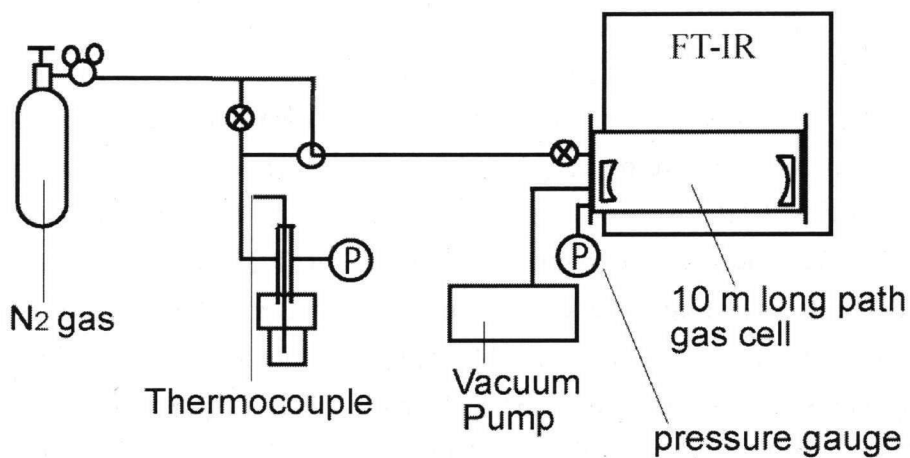 FT-IR
P
P
N2 gas
10 m long path
gas cell
Thermocouple
Vacuum
Pump
pressure gauge